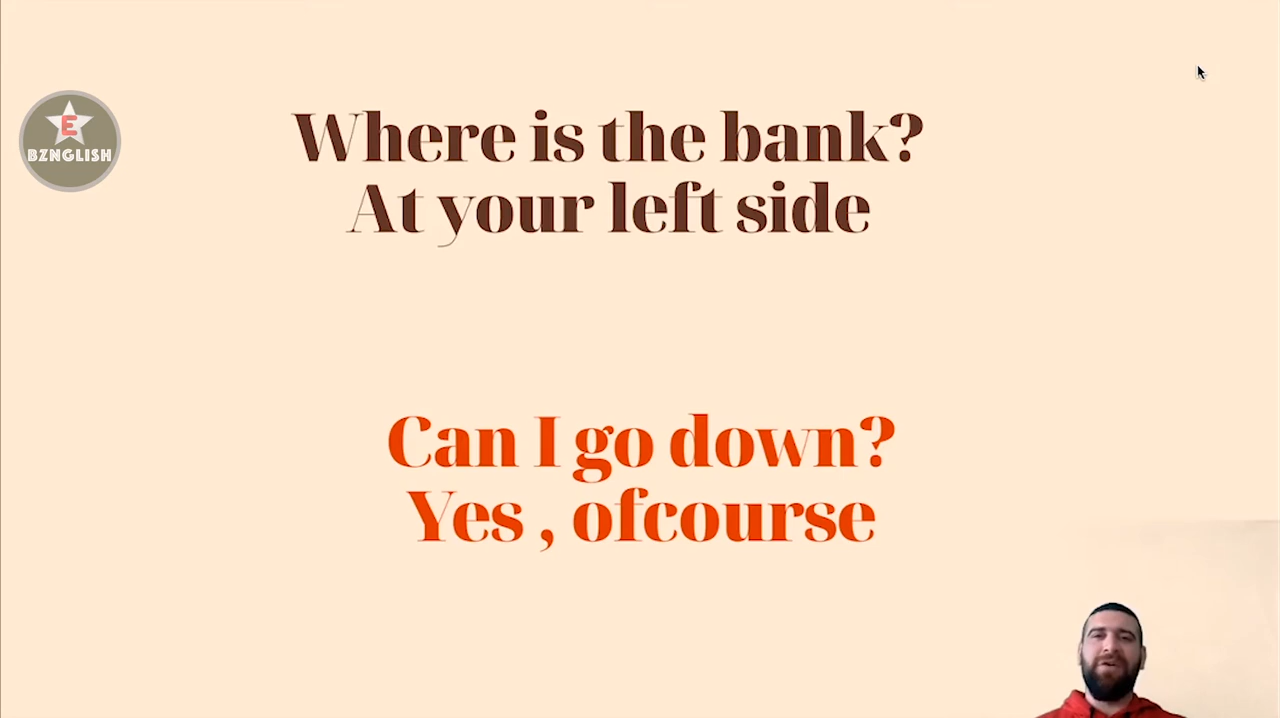 E
BZNGLISH
Where is the bank?
At your left side
Can I go down?
Yes , ofcourse